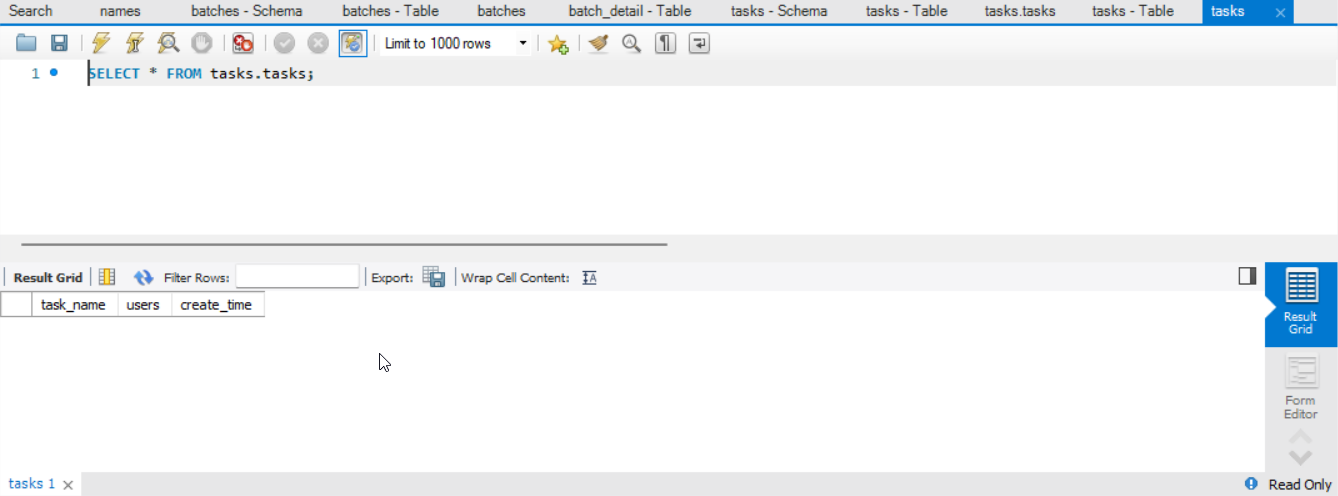 Search names batches - Schema batches - Table batches batch_detail - Table tasks - Schema tasks - Table tasks.tasks tasks - Table tasks
Limit to 1000 rows
1 SELECT * FROM tasks.tasks;
Result Grid Filter Rows: Export: Wrap Cell Content:
task_name users create_time
Result
Grid
Form
Editor
tasks 1 Read Only